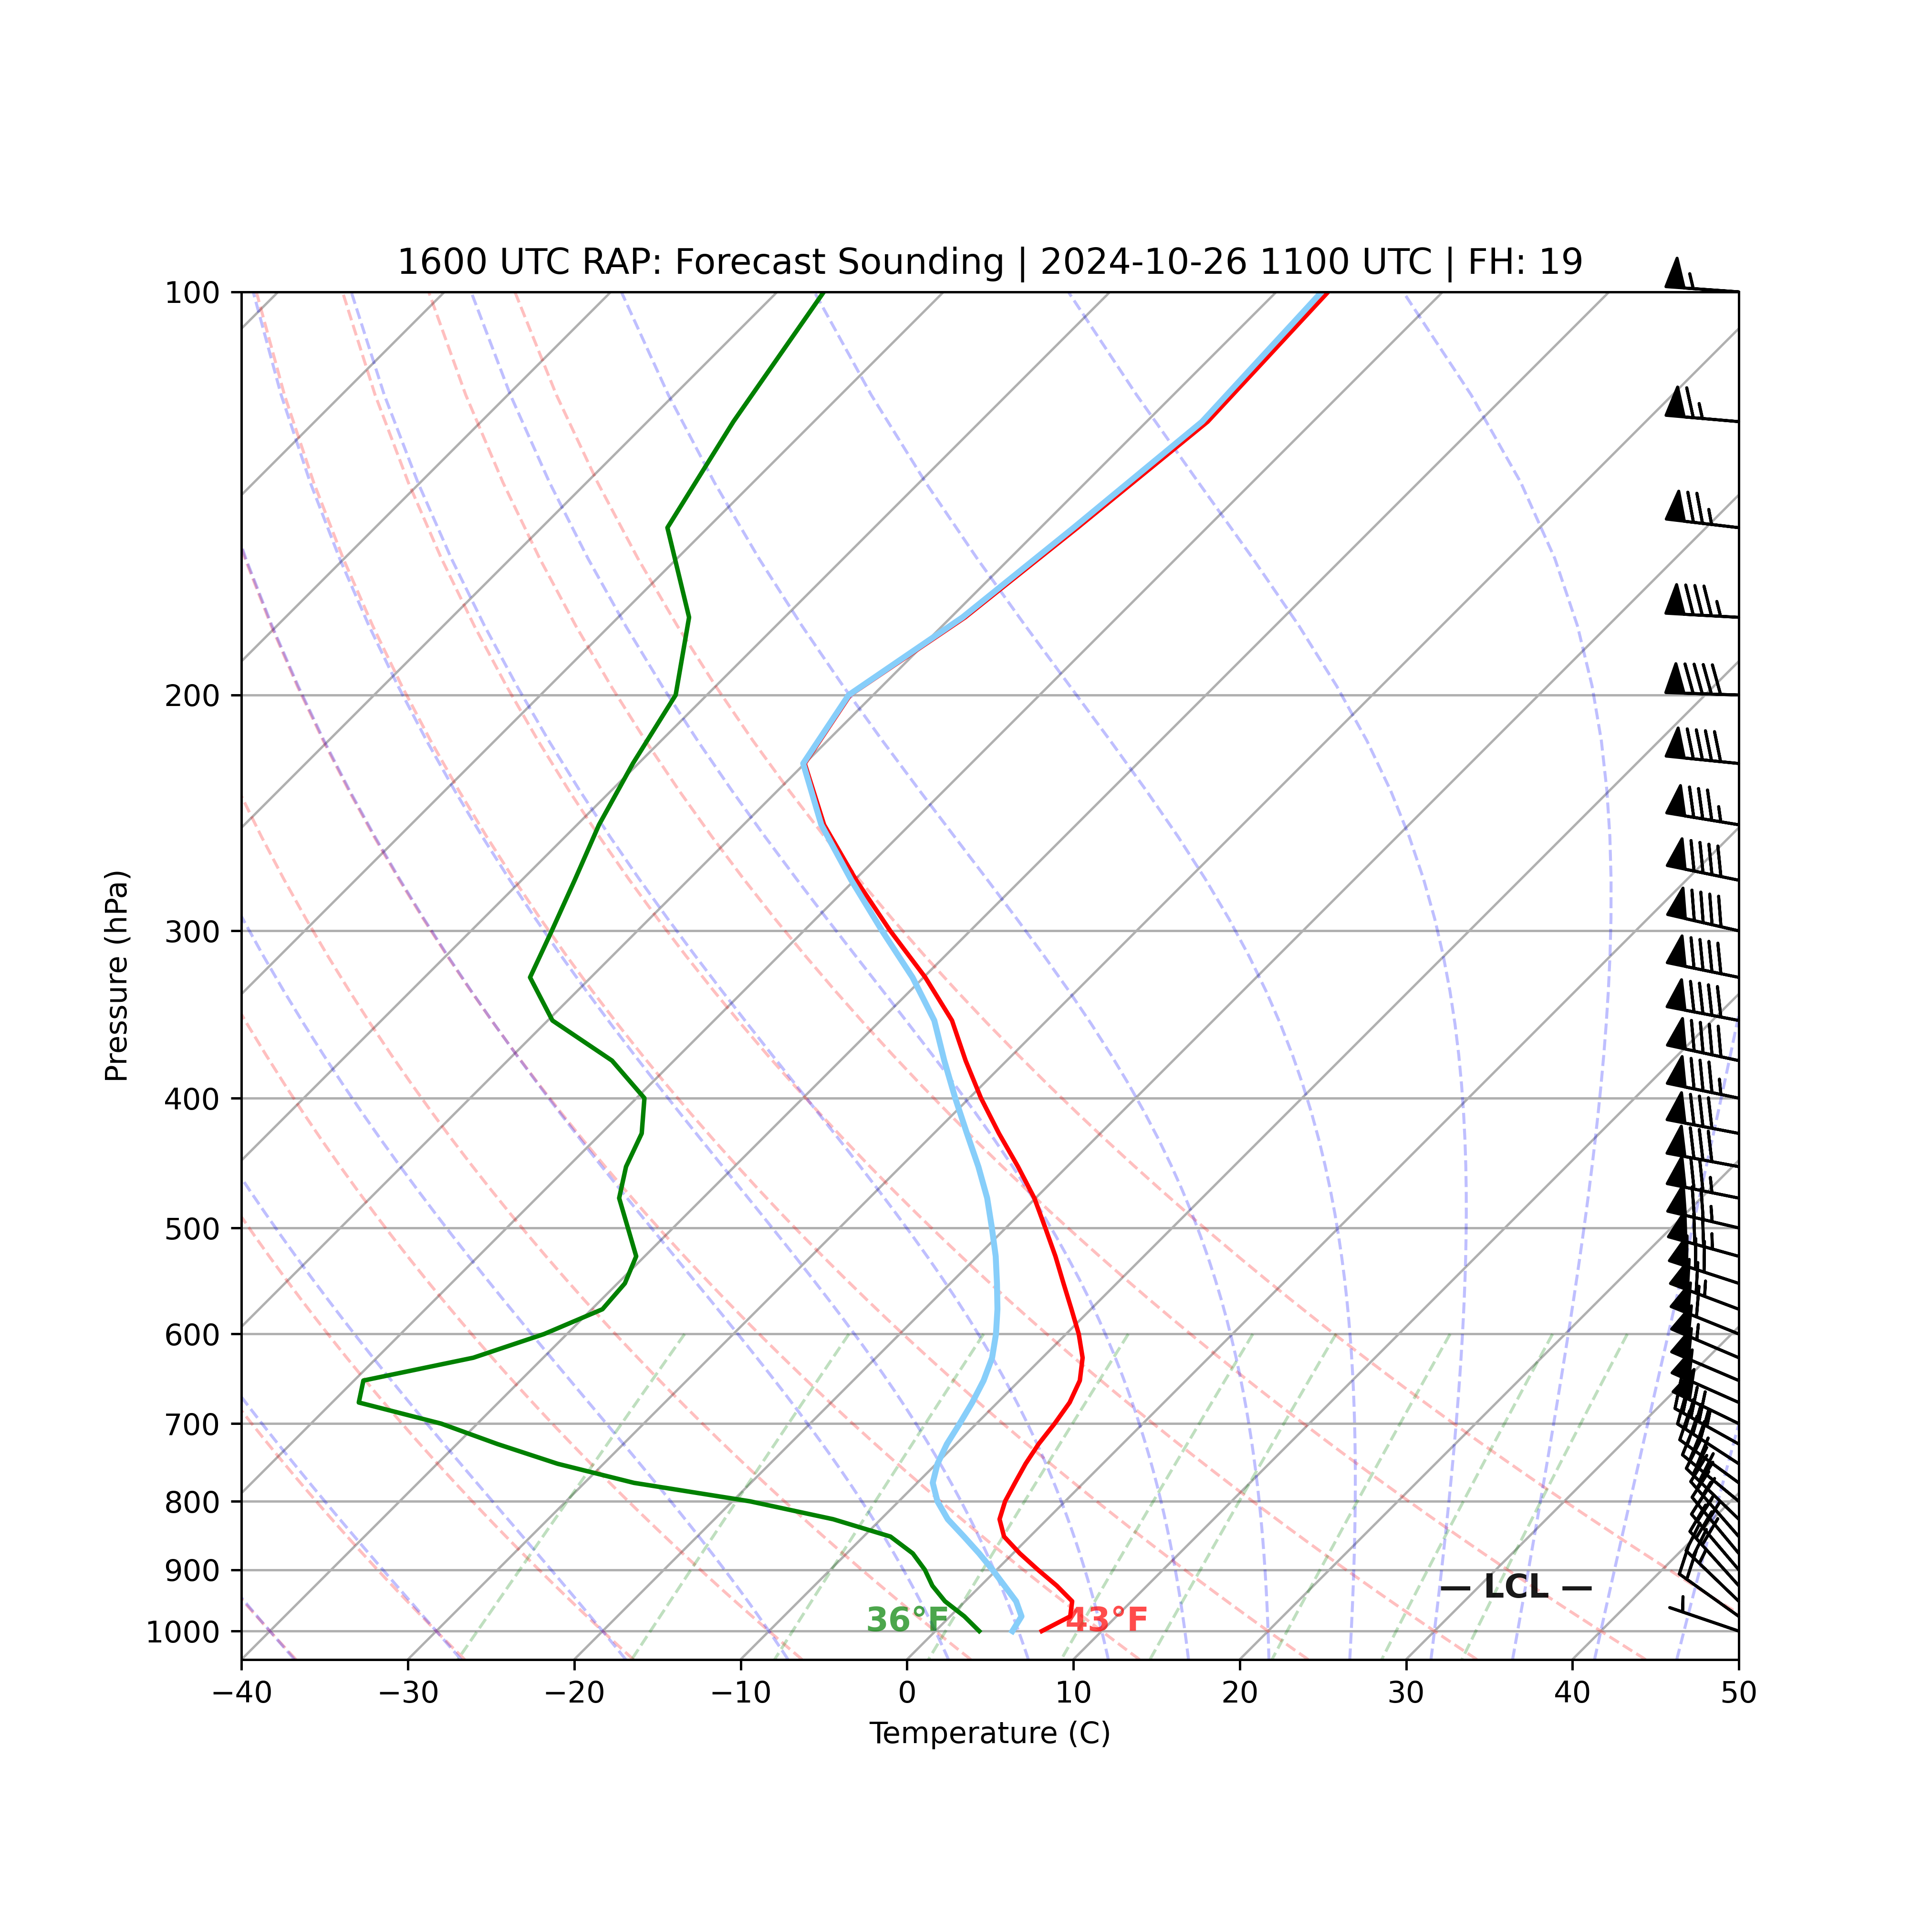 1600 UTC RAP: Forecast Sounding | 2024-10-26 1100 UTC | FH: 19
100
200
300
400
500
600
700
800
900
1000
Pressure (hPa)
— LCL —
36°F
43°F
−40 −30 −20 −10 0 10 20 30 40 50
Temperature (C)